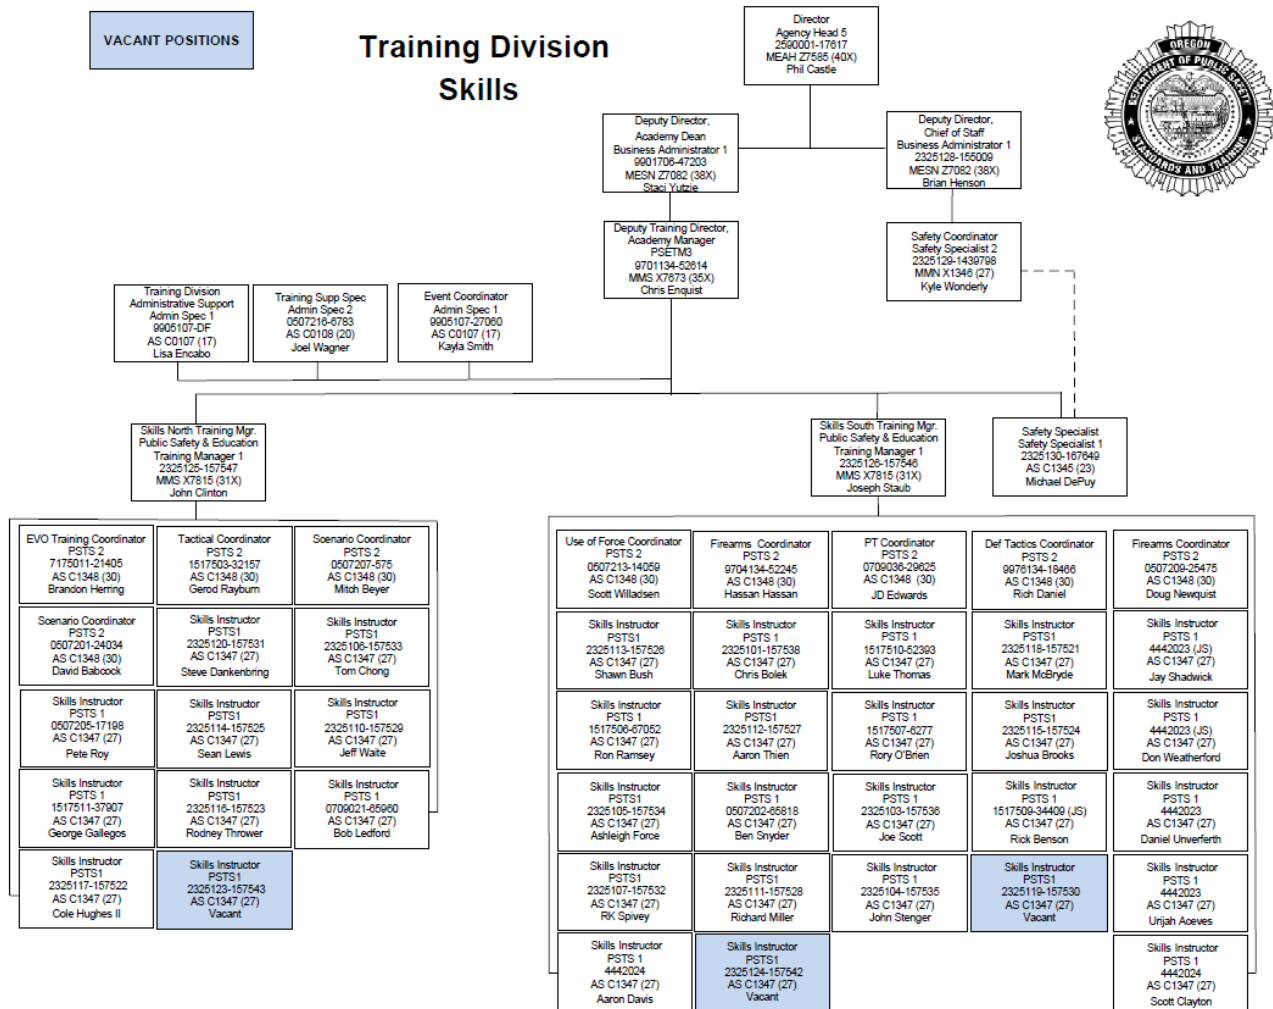 VACANT POSITIONS
Training Division
Skills
Director
Agency Head 5
2590001-17617
MEAH Z7585 (40X)
Phil Castle
OREGON
DEPARTMENT OF PUBLIC SAFETY
STANDARDS AND TRAINING
Deputy Director,
Academy Dean
Business Administrator 1
9901706-47203
MESN Z7082 (38X)
Staci Yutzie
Deputy Director,
Chief of Staff
Business Administrator 1
2325128-155009
MESN Z7082 (38X)
Brian Henson
Deputy Training Director,
Academy Manager
PSETM3
9701134-52614
MMS X7673 (35X)
Chris Enquist
Safety Coordinator
Safety Specialist 2
2325129-1439798
MMN X1346 (27)
Kyle Wonderly
Training Division
Administrative Support
Admin Spec 1
9905107-DF
AS C0107 (17)
Lisa Encabo
Training Supp Spec
Admin Spec 2
0507216-6783
AS C0108 (20)
Joel Wagner
Event Coordinator
Admin Spec 1
9905107-27060
AS C0107 (17)
Kayla Smith
Skills North Training Mgr.
Public Safety & Education
Training Manager 1
2325125-157547
MMS X7815 (31X)
John Clinton
Skills South Training Mgr.
Public Safety & Education
Training Manager 1
2325126-157546
MMS X7815 (31X)
Joseph Staub
Safety Specialist
Safety Specialist 1
2325130-167649
AS C1345 (23)
Michael DePuy
EVO Training Coordinator
PSTS 2
7175011-21405
AS C1348 (30)
Brandon Herring
Tactical Coordinator
PSTS 2
1517503-32157
AS C1348 (30)
Gerod Rayburn
Scenario Coordinator
PSTS 2
0507207-575
AS C1348 (30)
Mitch Beyer
Scenario Coordinator
PSTS 2
0507201-24034
AS C1348 (30)
David Babcock
Skills Instructor
PSTS1
2325120-157531
AS C1347 (27)
Steve Dankenbring
Skills Instructor
PSTS1
2325106-157533
AS C1347 (27)
Tom Chong
Skills Instructor
PSTS 1
0507205-17198
AS C1347 (27)
Pete Roy
Skills Instructor
PSTS1
2325114-157525
AS C1347 (27)
Sean Lewis
Skills Instructor
PSTS1
2325110-157529
AS C1347 (27)
Jeff Waite
Skills Instructor
PSTS 1
1517511-37907
AS C1347 (27)
George Gallegos
Skills Instructor
PSTS1
2325116-157523
AS C1347 (27)
Rodney Thrower
Skills Instructor
PSTS 1
0709021-65960
AS C1347 (27)
Bob Ledford
Skills Instructor
PSTS1
2325117-157522
AS C1347 (27)
Cole Hughes II
Skills Instructor
PSTS1
2325123-157543
AS C1347 (27)
Vacant
Use of Force Coordinator
PSTS 2
0507213-14059
AS C1348 (30)
Scott Willadsen
Firearms Coordinator
PSTS 2
9704134-52245
AS C1348 (30)
Hassan Hassan
PT Coordinator
PSTS 2
0709036-29625
AS C1348 (30)
JD Edwards
Def Tactics Coordinator
PSTS 2
9976134-18466
AS C1348 (30)
Rich Daniel
Firearms Coordinator
PSTS 2
0507209-25475
AS C1348 (30)
Doug Newquist
Skills Instructor
PSTS1
2325113-157526
AS C1347 (27)
Shawn Bush
Skills Instructor
PSTS 1
2325101-157538
AS C1347 (27)
Chris Bolek
Skills Instructor
PSTS 1
1517510-52393
AS C1347 (27)
Luke Thomas
Skills Instructor
PSTS1
2325118-157521
AS C1347 (27)
Mark McBryde
Skills Instructor
PSTS 1
4442023 (JS)
AS C1347 (27)
Jay Shadwick
Skills Instructor
PSTS 1
1517506-67052
AS C1347 (27)
Ron Ramsey
Skills Instructor
PSTS1
2325112-157527
AS C1347 (27)
Aaron Thien
Skills Instructor
PSTS 1
1517507-6277
AS C1347 (27)
Rory O'Brien
Skills Instructor
PSTS1
2325115-157524
AS C1347 (27)
Joshua Brooks
Skills Instructor
PSTS 1
4442023 (JS)
AS C1347 (27)
Don Weatherford
Skills Instructor
PSTS1
2325105-157534
AS C1347 (27)
Ashleigh Force
Skills Instructor
PSTS 1
0507202-65818
AS C1347 (27)
Ben Snyder
Skills Instructor
PSTS 1
2325103-157536
AS C1347 (27)
Joe Scott
Skills Instructor
PSTS 1
1517509-34409 (JS)
AS C1347 (27)
Rick Benson
Skills Instructor
PSTS 1
4442023
AS C1347 (27)
Daniel Unverferth
Skills Instructor
PSTS1
2325107-157532
AS C1347 (27)
RK Spivey
Skills Instructor
PSTS1
2325111-157528
AS C1347 (27)
Richard Miller
Skills Instructor
PSTS 1
2325104-157535
AS C1347 (27)
John Stenger
Skills Instructor
PSTS1
2325119-157530
AS C1347 (27)
Vacant
Skills Instructor
PSTS 1
4442023
AS C1347 (27)
Urijah Aceves
Skills Instructor
PSTS 1
4442024
AS C1347 (27)
Aaron Davis
Skills Instructor
PSTS1
2325124-157542
AS C1347 (27)
Vacant
Skills Instructor
PSTS 1
4442024
AS C1347 (27)
Scott Clayton